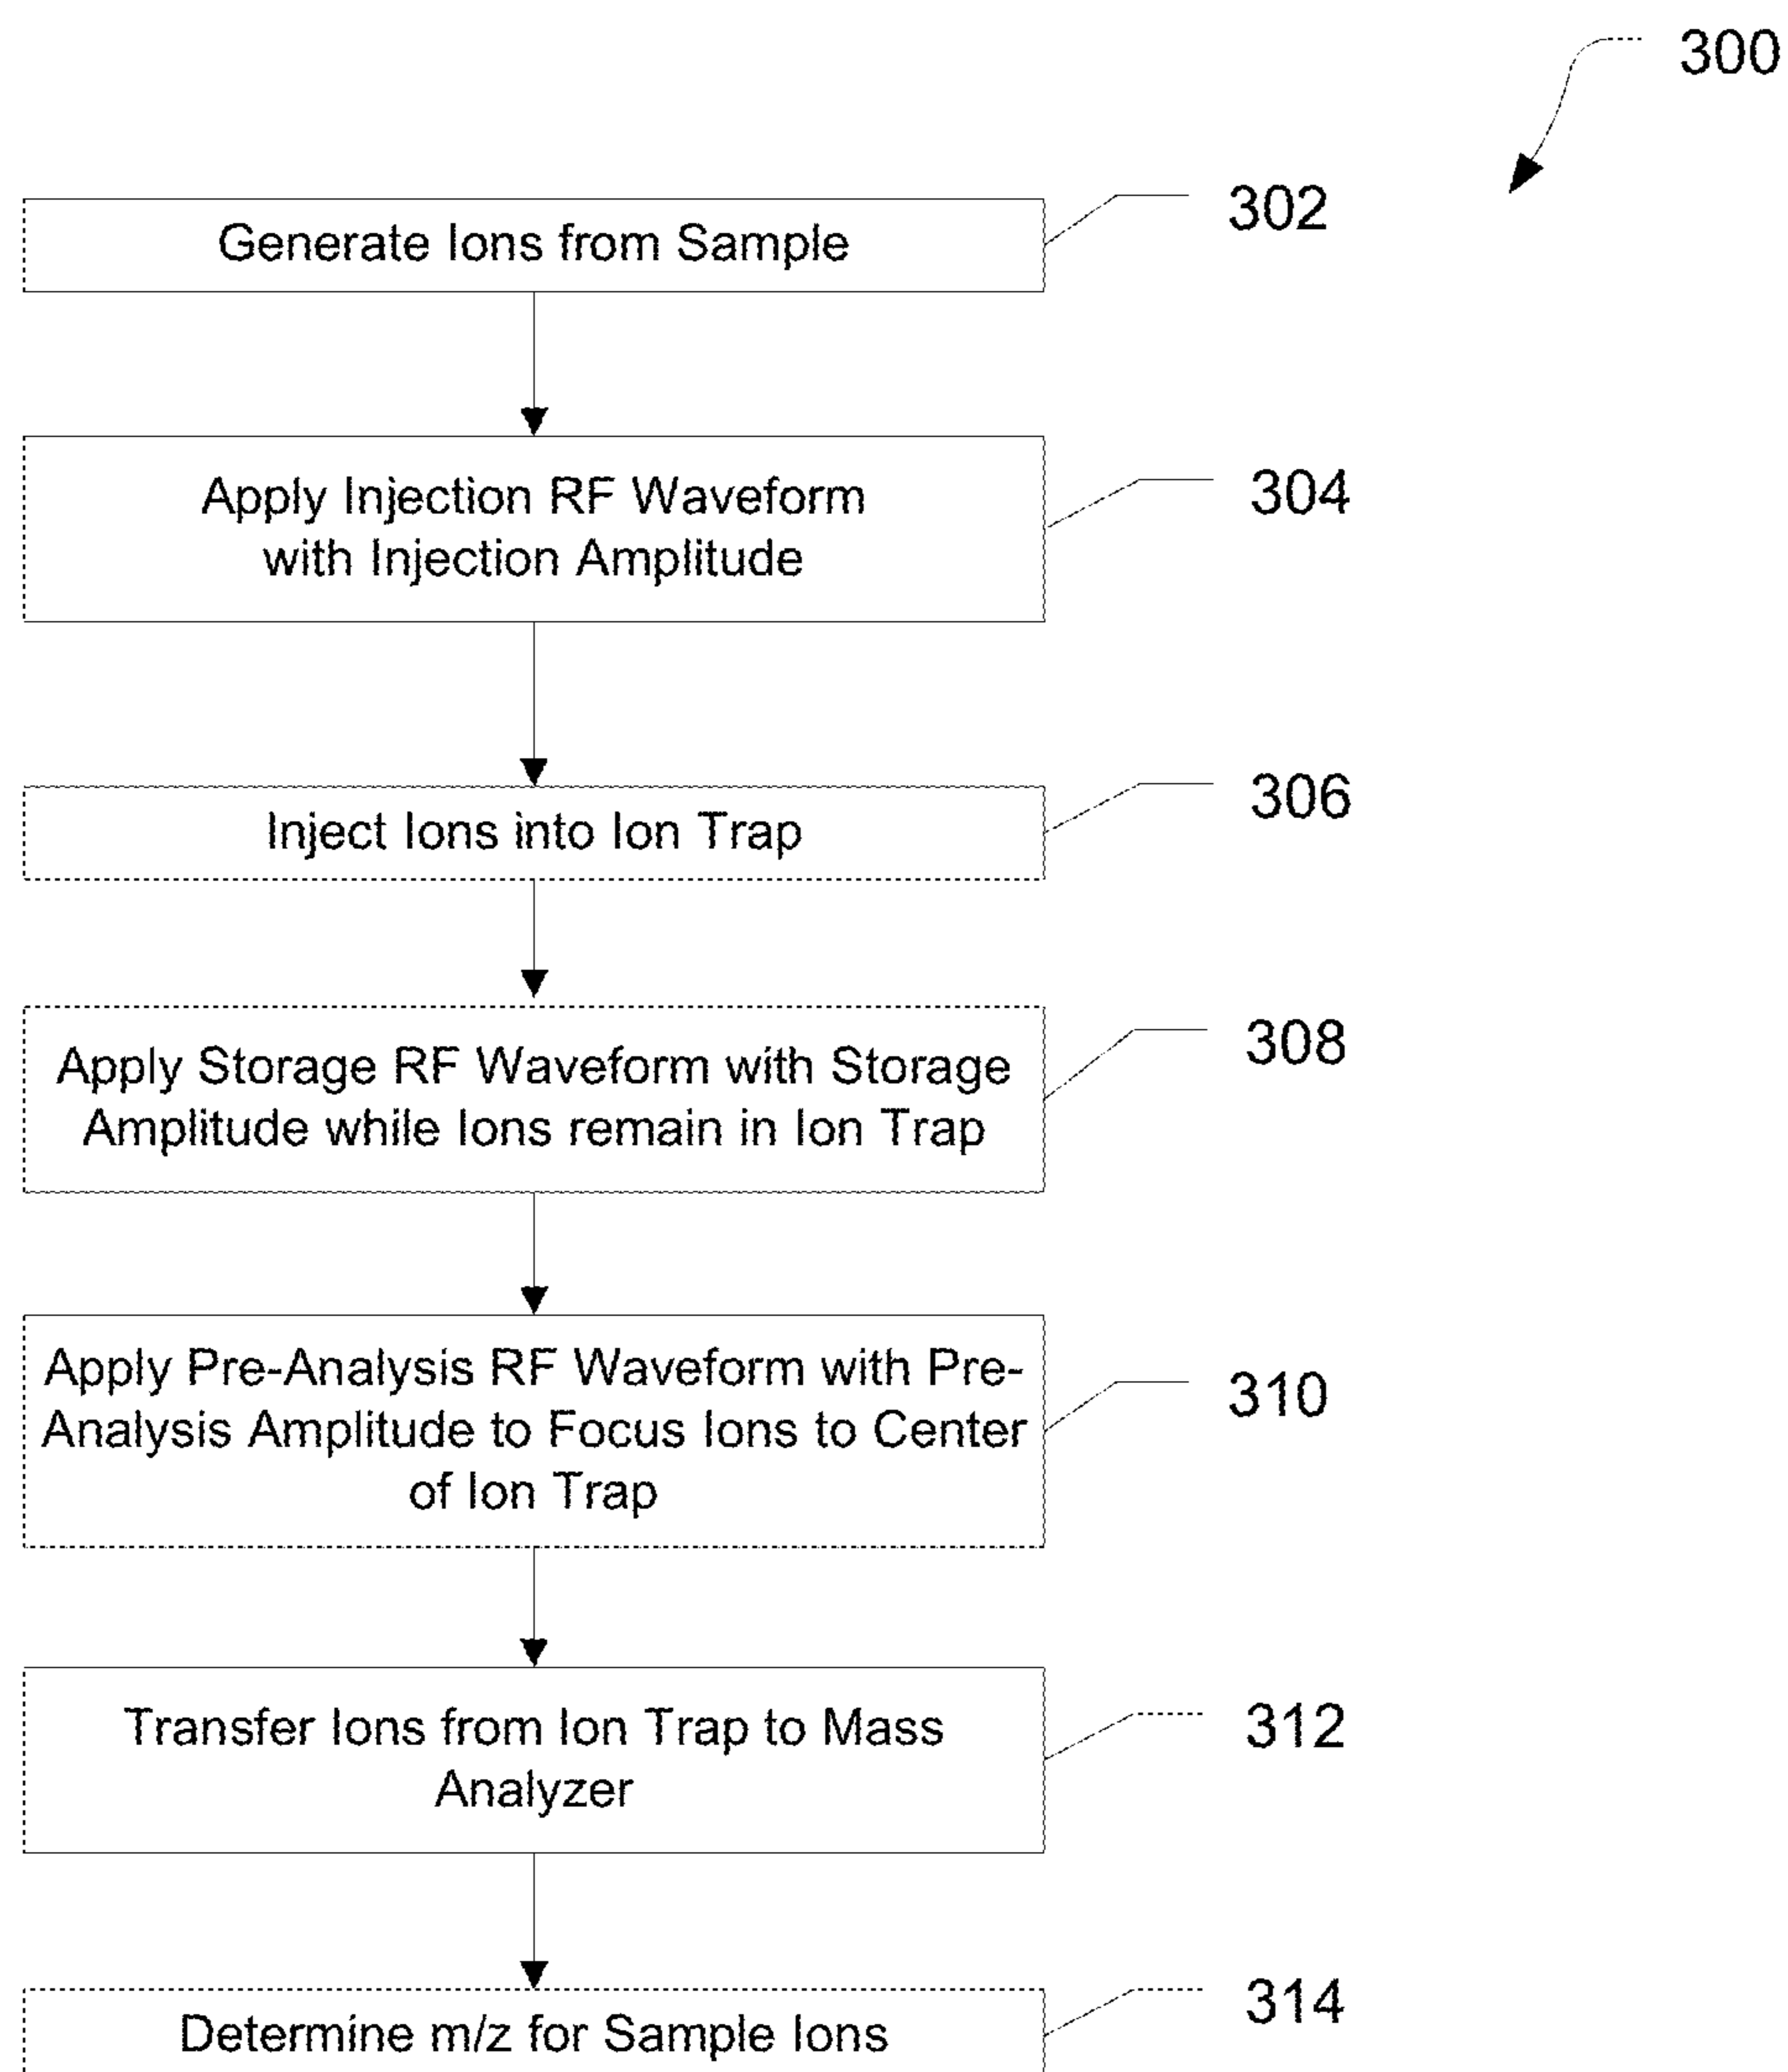 300
Generate Ions from Sample
302
Apply Injection RF Waveform
with Injection Amplitude
304
Inject Ions into Ion Trap
306
Apply Storage RF Waveform with Storage
Amplitude while Ions remain in Ion Trap
308
Apply Pre-Analysis RF Waveform with Pre-
Analysis Amplitude to Focus Ions to Center
of Ion Trap
310
Transfer Ions from Ion Trap to Mass
Analyzer
312
Determine m/z for Sample Ions
314